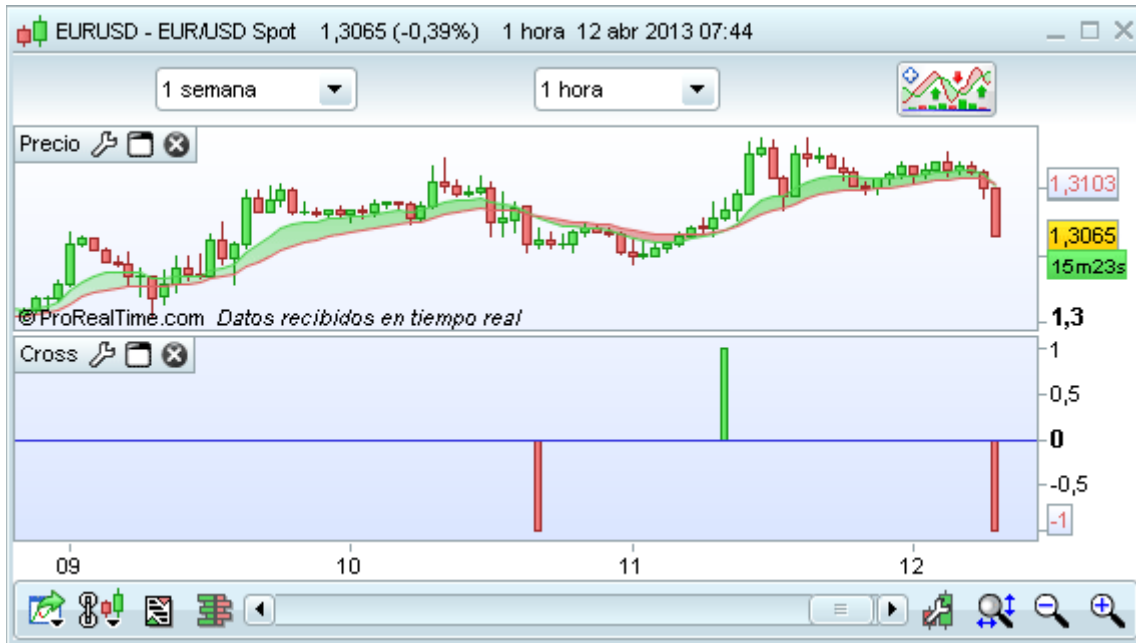 EURUSD - EUR/USD Spot 1,3065 (-0,39%) 1 hora 12 abr 2013 07:44
1 semana 1 hora
Precio
1,3103
1,3065
15m23s
1,3
© ProRealTime.com Datos recibidos en tiempo real
Cross
1
0,5
0
-0,5
-1
09 10 11 12